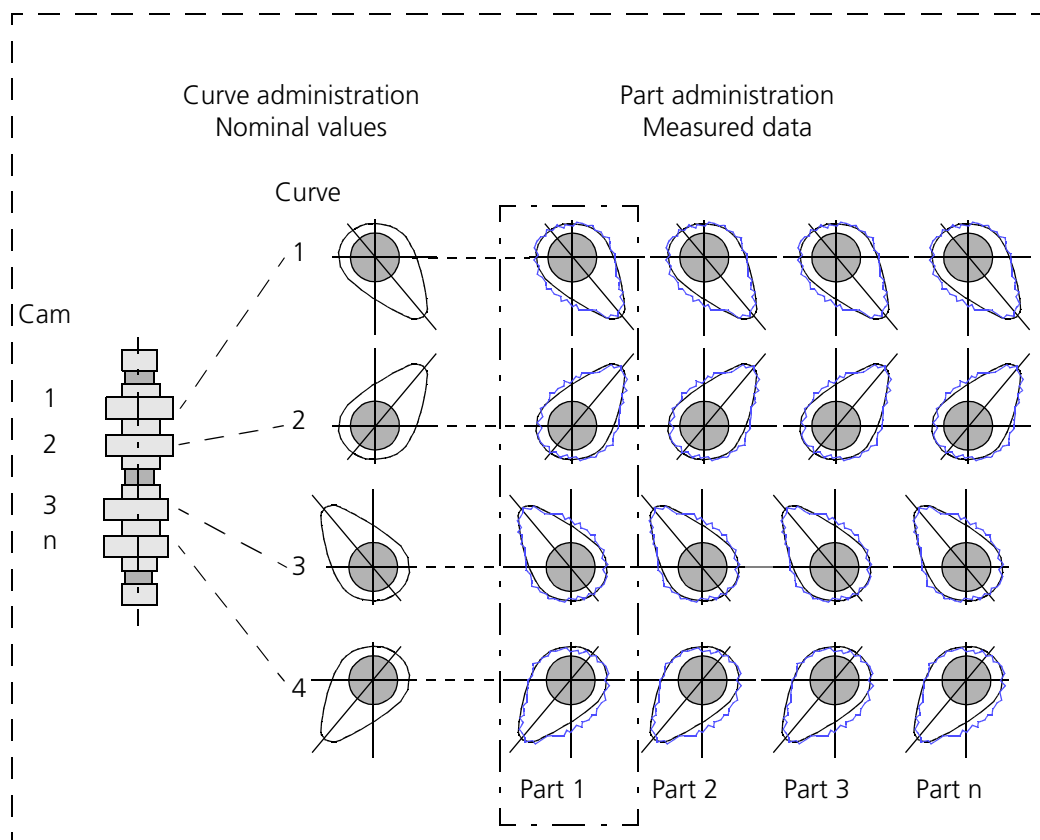 Curve administration
Nominal values
Part administration
Measured data
Curve
1
2
3
4
Cam
1
2
3
n
Part 1
Part 2
Part 3
Part n